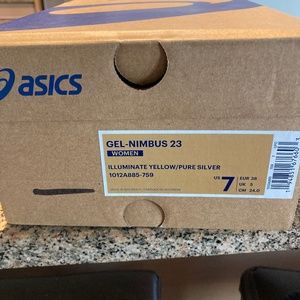 asics
GEL-NIMBUS 23
WOMEN
ILLUMINATE YELLOW/PURE SILVER
1012A885-759
US 7
EUR 38
UK 5
CM 24.0